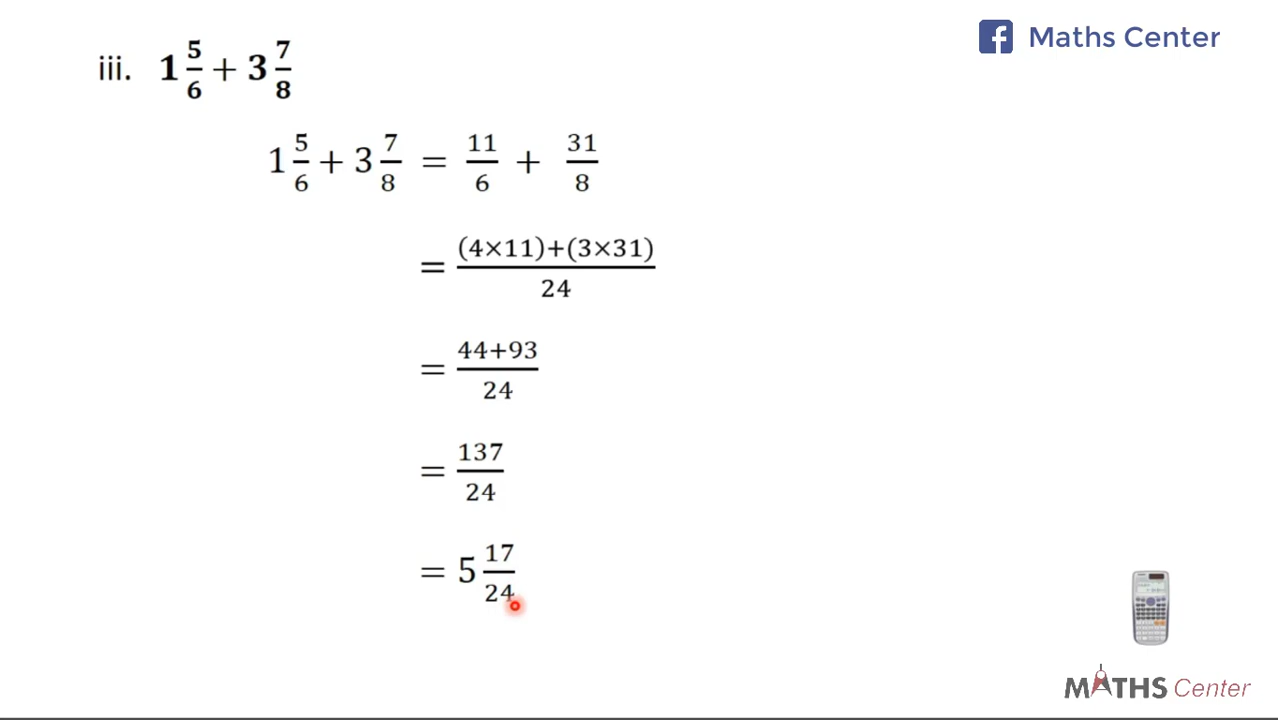 Maths Center
iii. 1 5/6 + 3 7/8
1 5/6 + 3 7/8 = 11/6 + 31/8
= (4×11)+(3×31)/24
= 44+93/24
= 137/24
= 5 17/24
MATHS Center